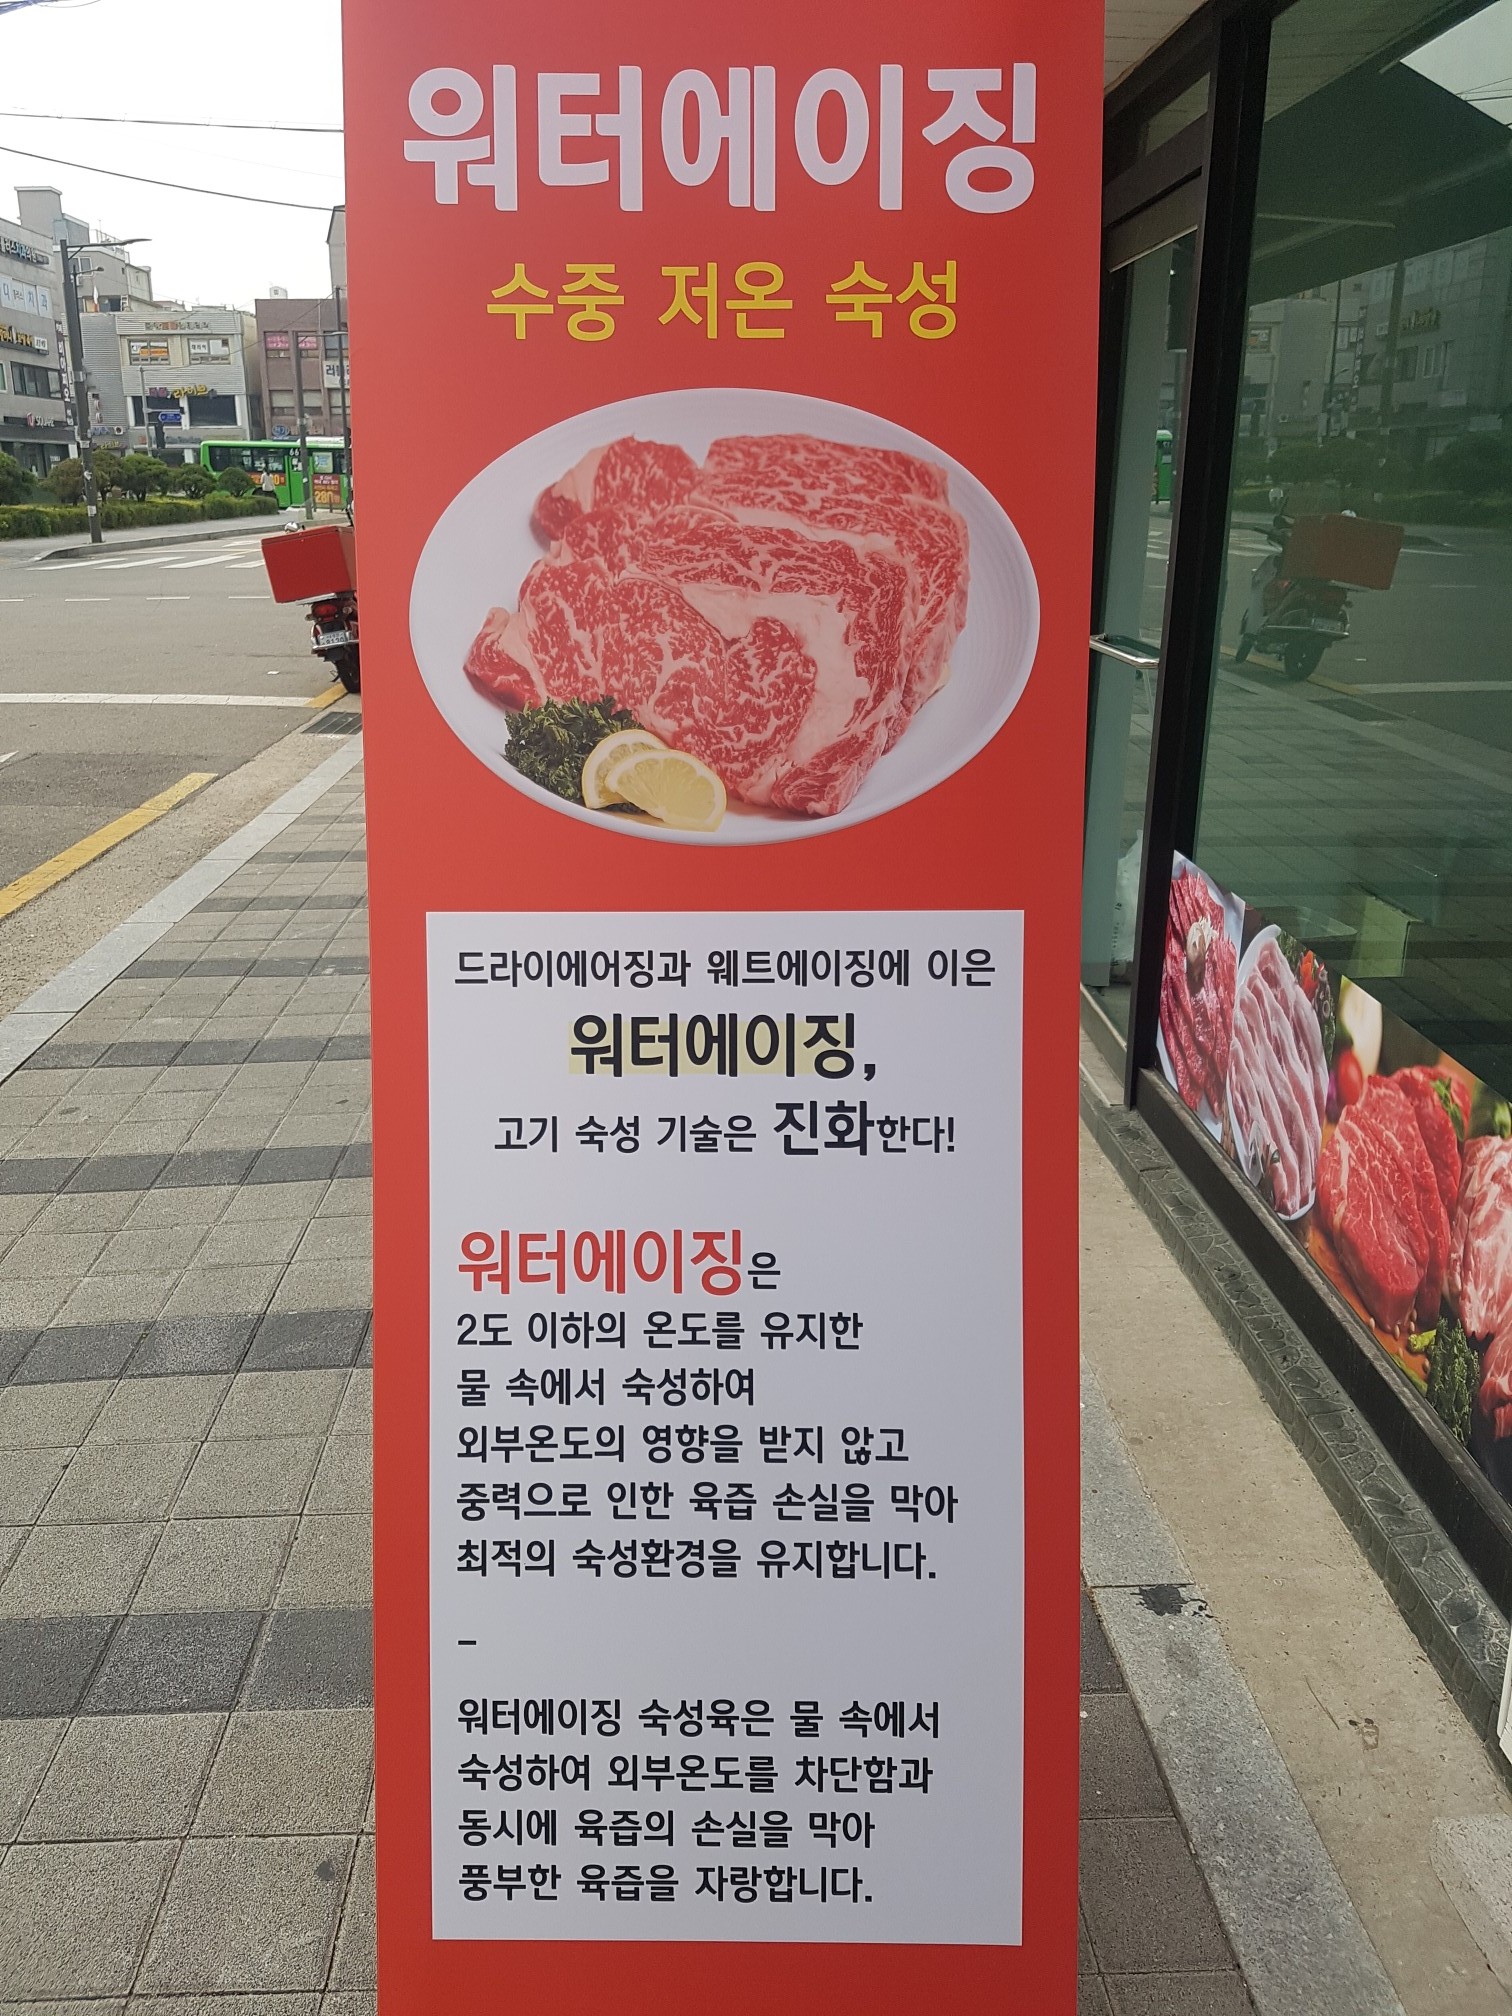 워터에이징
수중 저온 숙성
드라이에어징과 웨트에이징에 이은
워터에이징,
고기 숙성 기술은 진화한다!
워터에이징은
2도 이하의 온도를 유지한
물 속에서 숙성하여
외부온도의 영향을 받지 않고
중력으로 인한 육즙 손실을 막아
최적의 숙성환경을 유지합니다.
–
워터에이징 숙성육은 물 속에서
숙성하여 외부온도를 차단함과
동시에 육즙의 손실을 막아
풍부한 육즙을 자랑합니다.